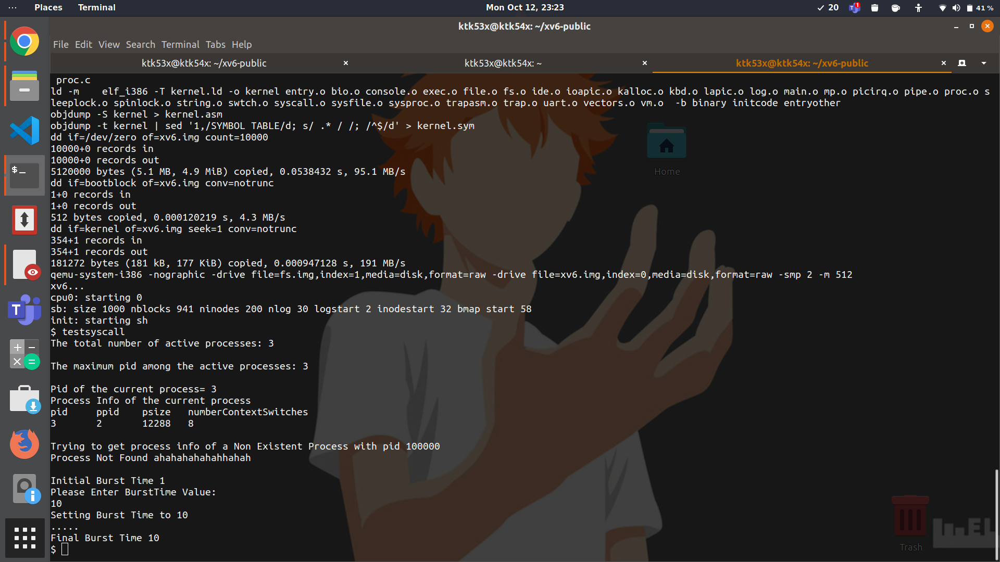 ... Places Terminal Mon Oct 12, 23:23 20 T 1 41 %
ktk53x@ktk54x: ~/xv6-public
File Edit View Search Terminal Tabs Help
ktk53x@ktk54x: ~/xv6-public ktk53x@ktk54x: ~ ktk53x@ktk54x: ~/xv6-public
proc.c
ld -m    elf_i386 -T kernel.ld -o kernel entry.o bio.o console.o exec.o file.o fs.o ide.o ioapic.o kalloc.o kbd.o lapic.o log.o main.o mp.o picirq.o pipe.o proc.o s
leeplock.o spinlock.o string.o swtch.o syscall.o sysfile.o sysproc.o trapasm.o trap.o uart.o vectors.o vm.o  -b binary initcode entryother
objdump -S kernel > kernel.asm
objdump -t kernel | sed '1,/SYMBOL TABLE/d; s/ .* / /; /^$/d' > kernel.sym
dd if=/dev/zero of=xv6.img count=10000
10000+0 records in
10000+0 records out
5120000 bytes (5.1 MB, 4.9 MiB) copied, 0.0538432 s, 95.1 MB/s
dd if=bootblock of=xv6.img conv=notrunc
1+0 records in
1+0 records out
512 bytes copied, 0.000120219 s, 4.3 MB/s
dd if=kernel of=xv6.img seek=1 conv=notrunc
354+1 records in
354+1 records out
181272 bytes (181 kB, 177 KiB) copied, 0.000947128 s, 191 MB/s
qemu-system-i386 -nographic -drive file=fs.img,index=1,media=disk,format=raw -drive file=xv6.img,index=0,media=disk,format=raw -smp 2 -m 512
xv6...
cpu0: starting 0
sb: size 1000 nblocks 941 ninodes 200 nlog 30 logstart 2 inodestart 32 bmap start 58
init: starting sh
$ testsyscall
The total number of active processes: 3
The maximum pid among the active processes: 3
Pid of the current process= 3
Process Info of the current process
pid     ppid    psize   numberContextSwitches
3       2       12288   8
Trying to get process info of a Non Existent Process with pid 100000
Process Not Found ahahahahahahhahah
Initial Burst Time 1
Please Enter BurstTime Value:
10
Setting Burst Time to 10
.....
Final Burst Time 10
$
Home
Trash
$_
T